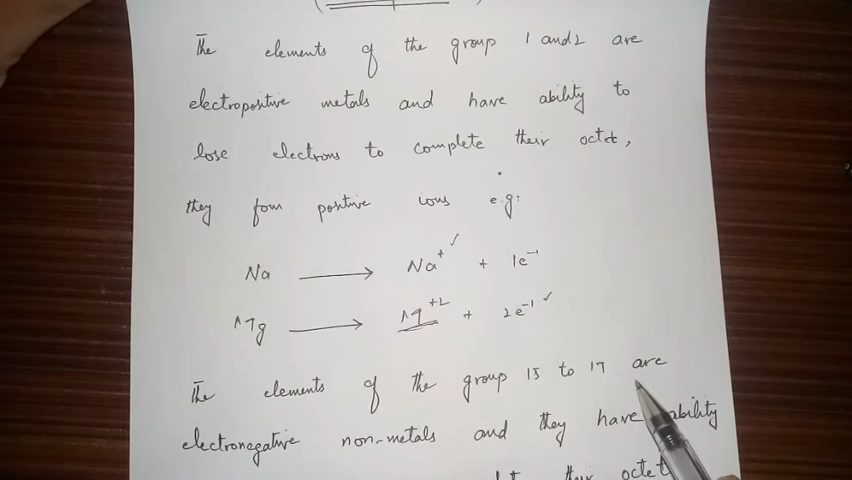 The elements of the group 1 and 2 are
electropositive metals and have ability to
lose electrons to complete their octet,
they form positive ions e.g:
Na ⟶ Na⁺ ✓ + 1e⁻¹
Mg ⟶ Mg⁺² + 2e⁻¹ ✓
The elements of the group 15 to 17 are
electronegative non-metals and they have ability
their octet